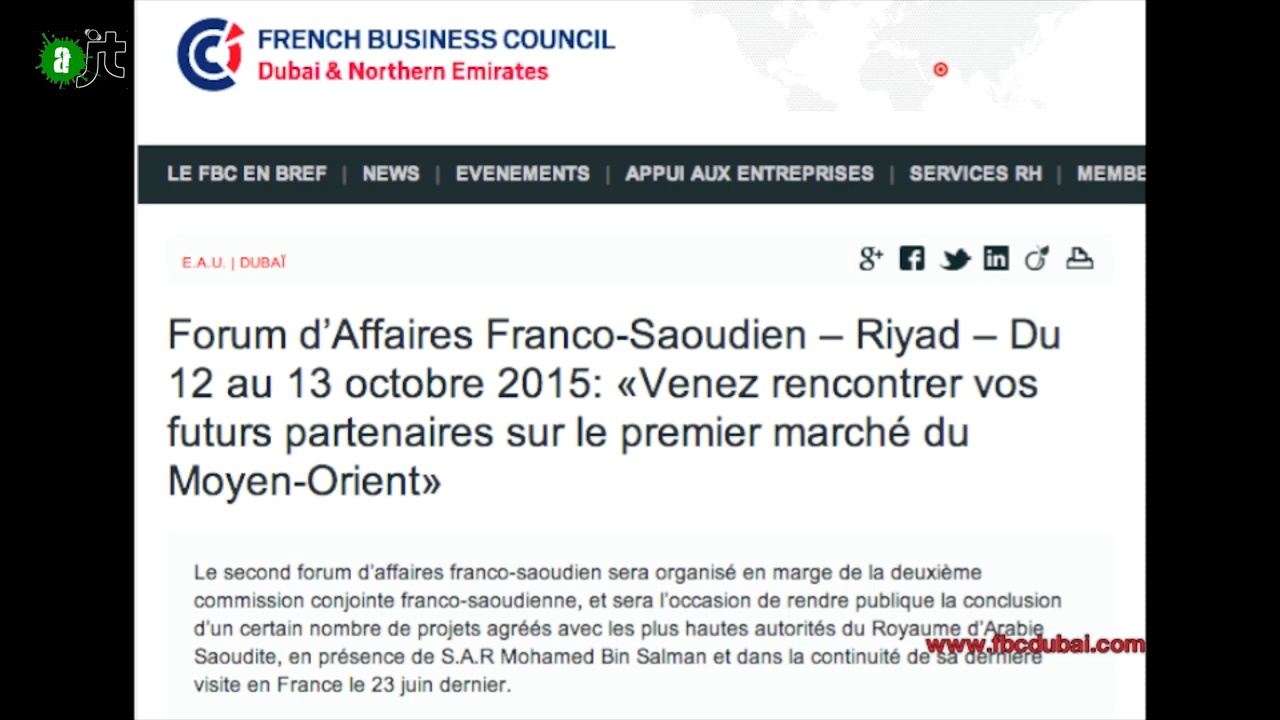 ajt
FRENCH BUSINESS COUNCIL
Dubai & Northern Emirates
LE FBC EN BREF | NEWS | EVENEMENTS | APPUI AUX ENTREPRISES | SERVICES RH | MEMBE
E.A.U. | DUBAÏ
Forum d’Affaires Franco-Saoudien – Riyad – Du
12 au 13 octobre 2015: «Venez rencontrer vos
futurs partenaires sur le premier marché du
Moyen-Orient»
Le second forum d’affaires franco-saoudien sera organisé en marge de la deuxième
commission conjointe franco-saoudienne, et sera l’occasion de rendre publique la conclusion
d’un certain nombre de projets agréés avec les plus hautes autorités du Royaume d’Arabie
Saoudite, en présence de S.A.R Mohamed Bin Salman et dans la continuité de sa dernière
visite en France le 23 juin dernier.
www.fbcdubai.com